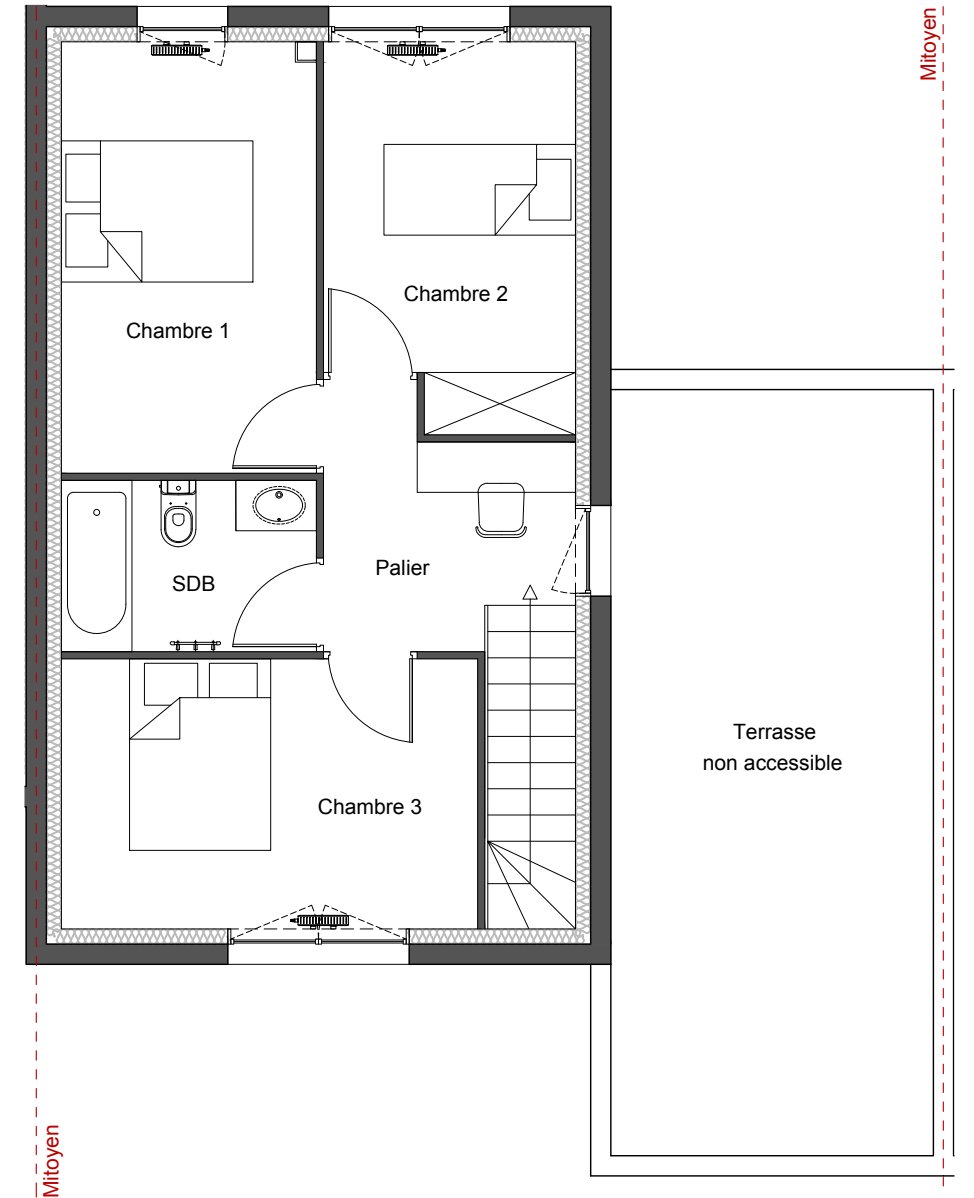 Mitoyen
Chambre 2
Chambre 1
Palier
SDB
Terrasse
non accessible
Chambre 3
Mitoyen